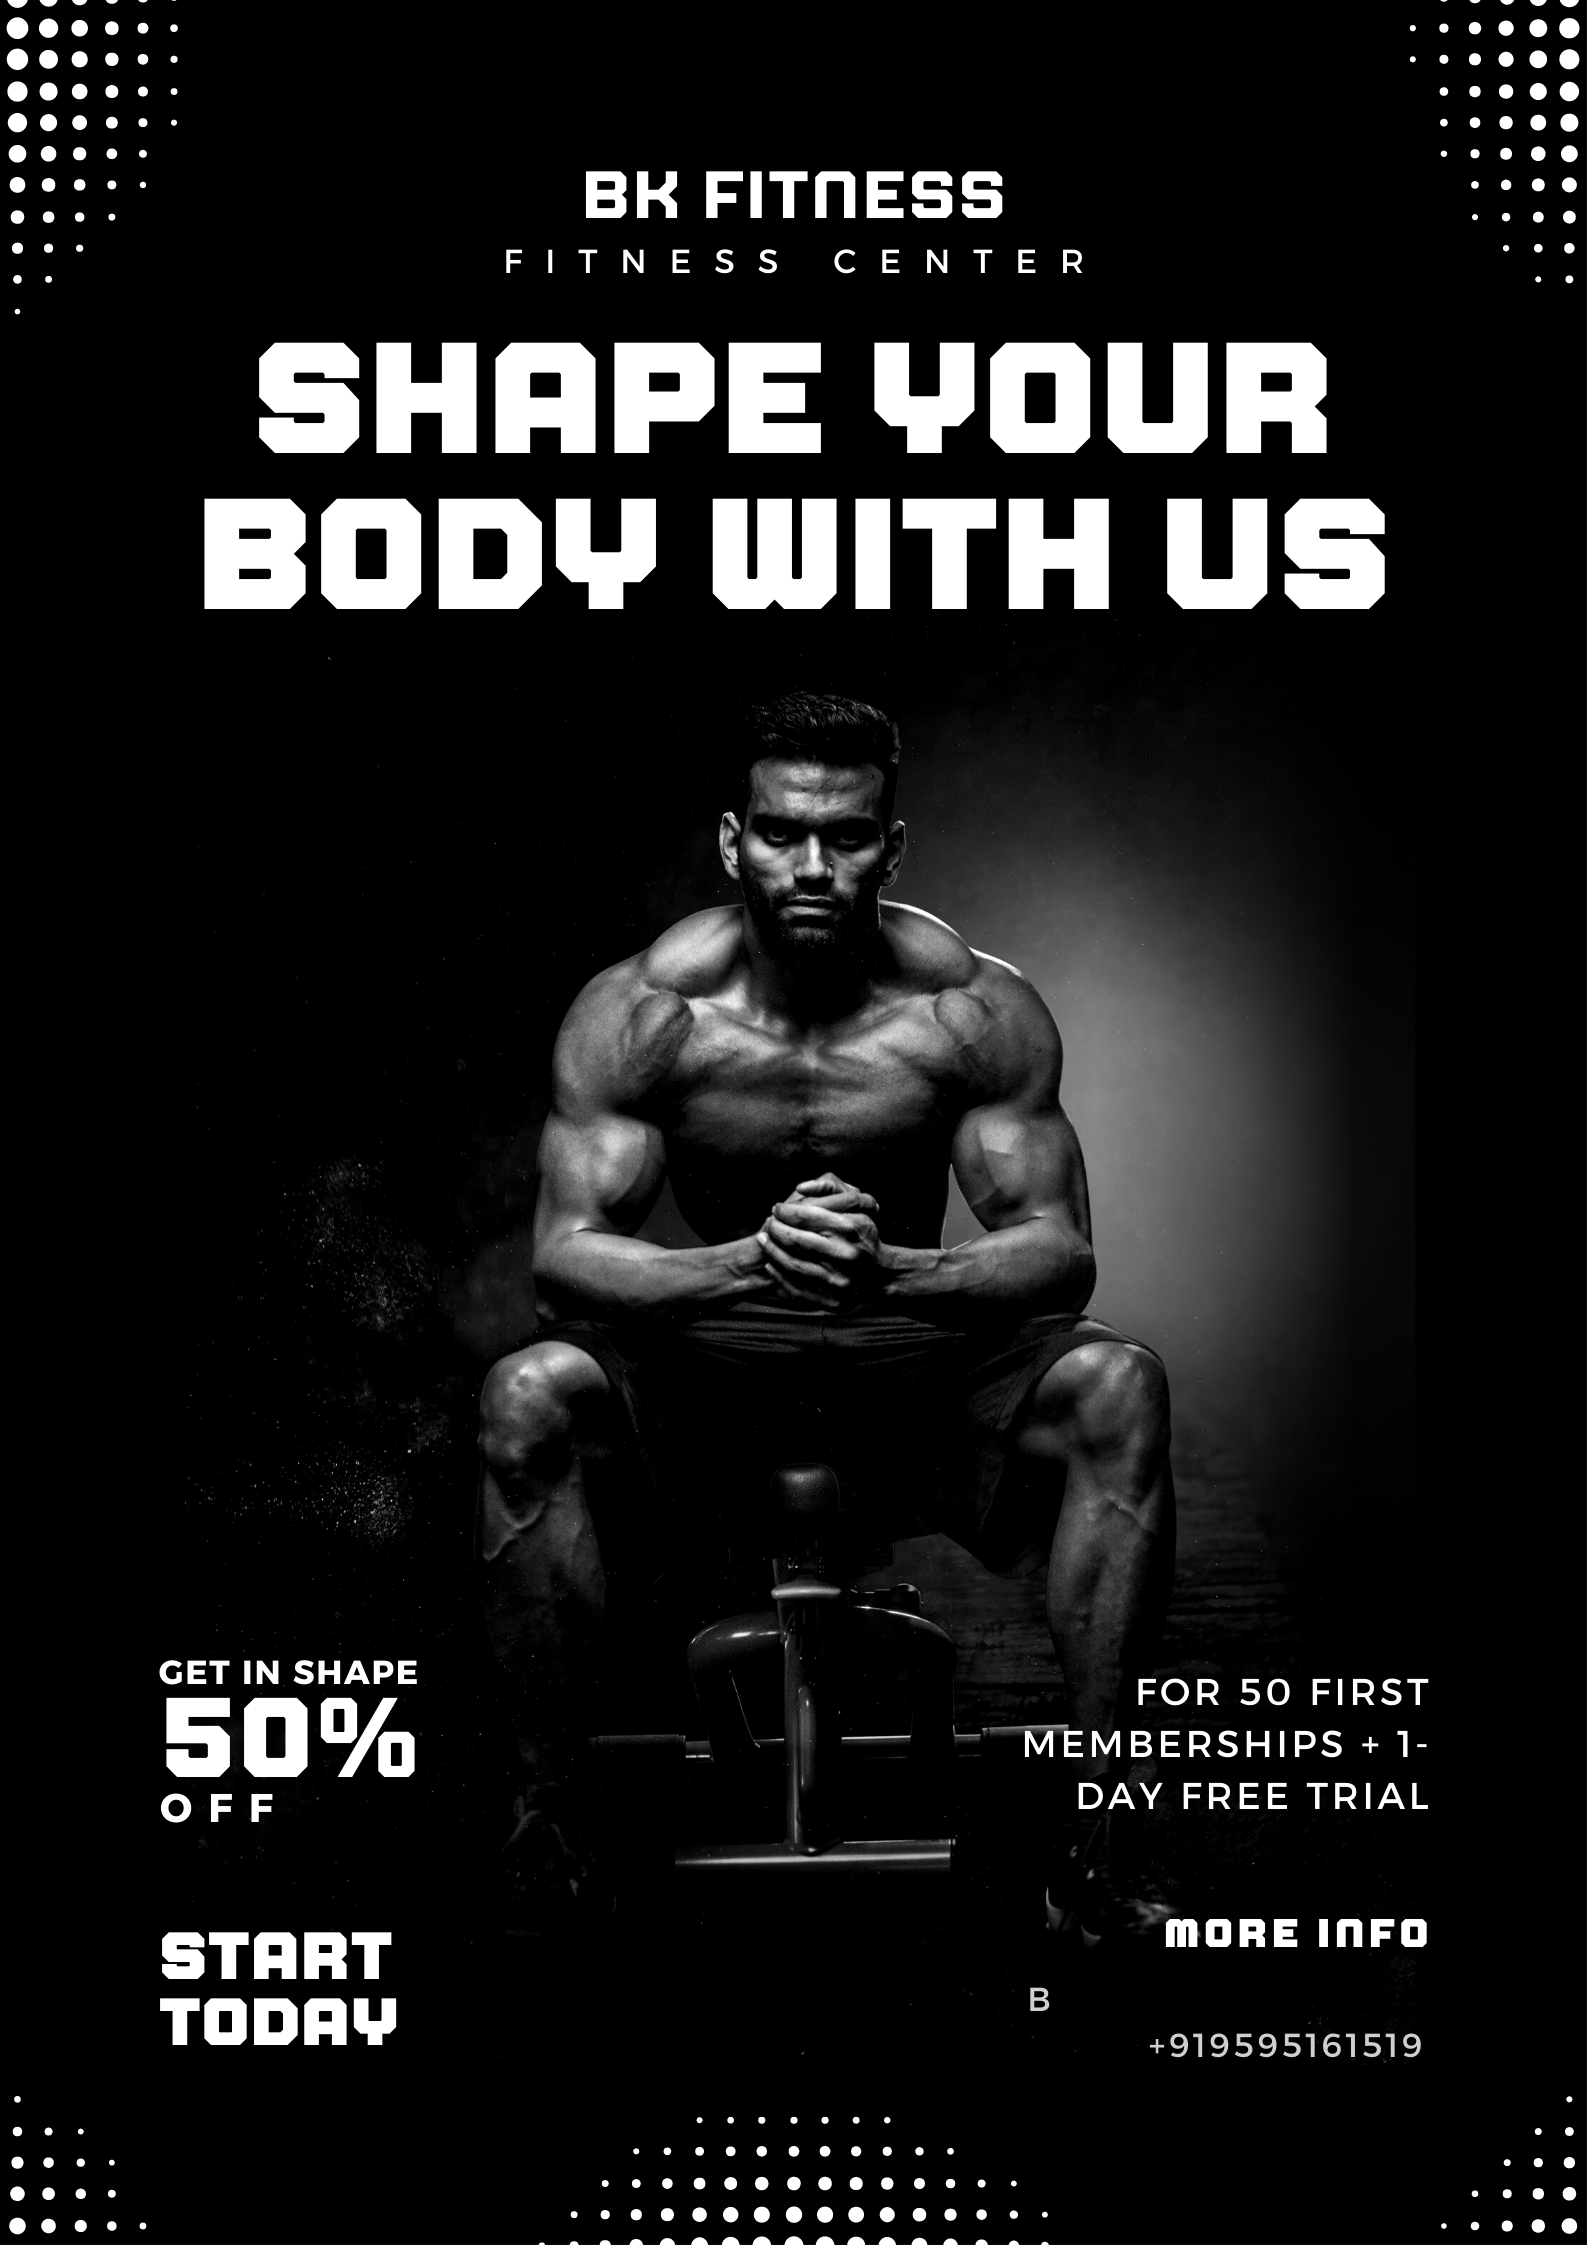 BK FITNESS
FITNESS CENTER
SHAPE YOUR
BODY WITH US
GET IN SHAPE
50%
OFF
FOR 50 FIRST
MEMBERSHIPS + 1-
DAY FREE TRIAL
START
TODAY
MORE INFO
B
+919595161519